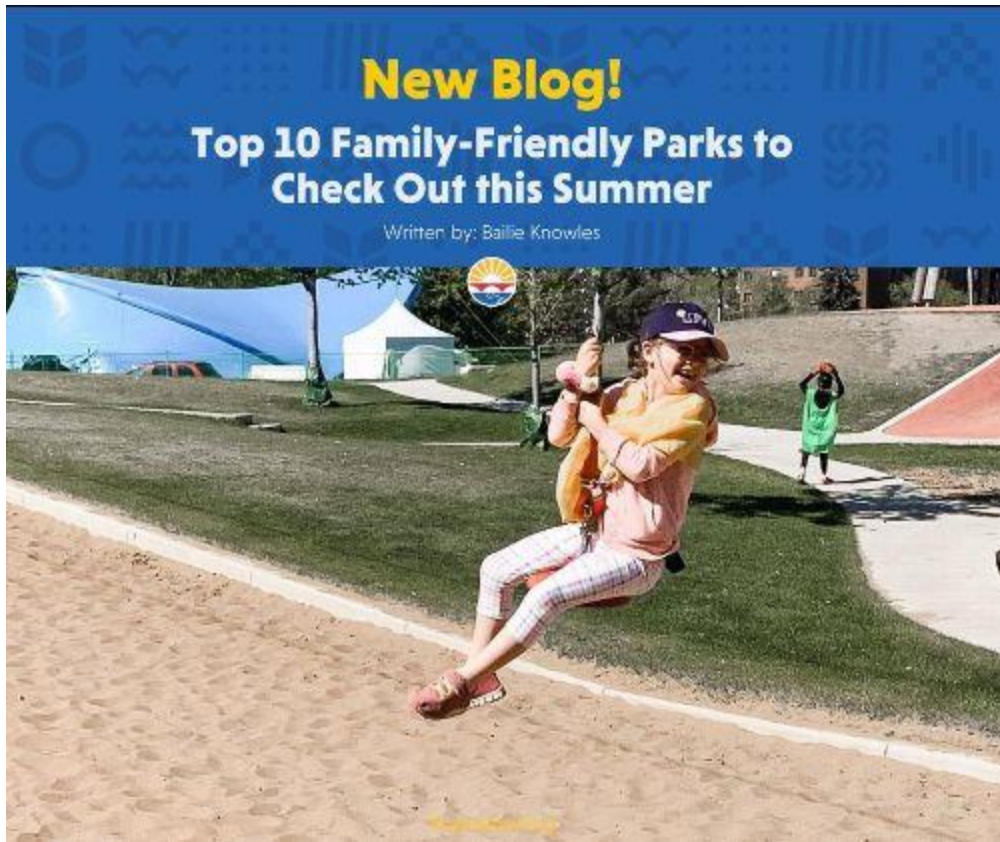 New Blog!
Top 10 Family-Friendly Parks to
Check Out this Summer
Written by: Bailie Knowles